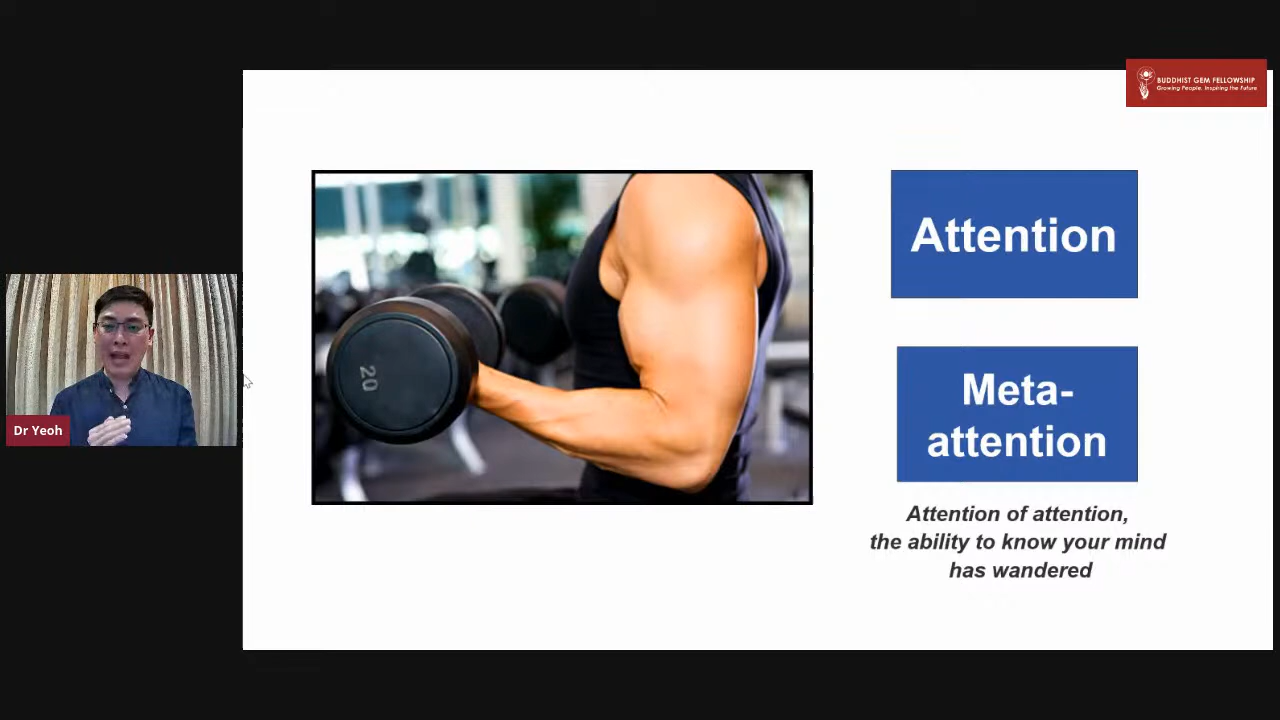 BUDDHIST GEM FELLOWSHIP
Growing People, Inspiring the Future
Attention
20
Meta-
attention
Dr Yeoh
Attention of attention,
the ability to know your mind
has wandered